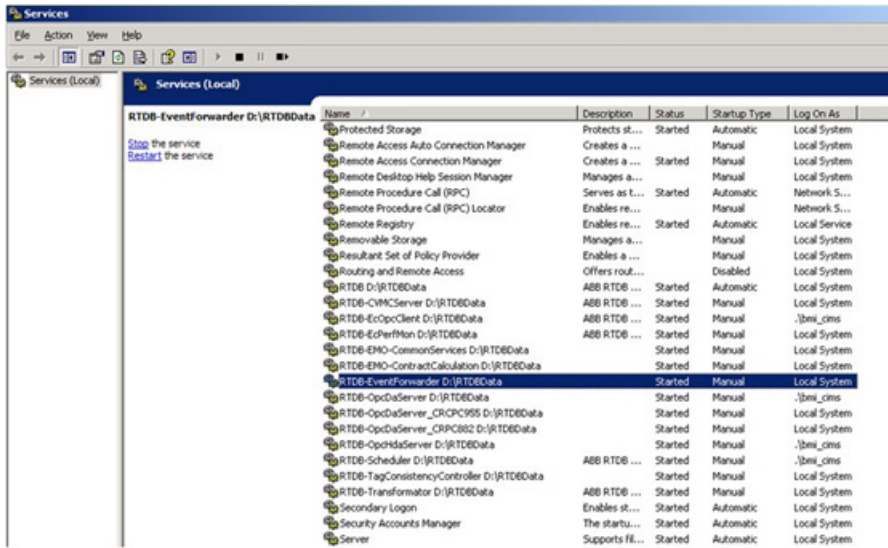 Services
File Action View Help
Services (Local)
Services (Local)
RTDB-EventForwarder D:\RTDBData
Stop the service
Restart the service
Name Description Status Startup Type Log On As
Protected Storage Protects st... Started Automatic Local System
Remote Access Auto Connection Manager Creates a ... Manual Local System
Remote Access Connection Manager Creates a ... Started Manual Local System
Remote Desktop Help Session Manager Manages a... Manual Local System
Remote Procedure Call (RPC) Serves as t... Started Automatic Network S...
Remote Procedure Call (RPC) Locator Enables re... Manual Network S...
Remote Registry Enables re... Started Automatic Local Service
Removable Storage Manages a... Manual Local System
Resultant Set of Policy Provider Enables a ... Manual Local System
Routing and Remote Access Offers rout... Disabled Local System
RTDB D:\RTDBData ABB RTDB ... Started Automatic Local System
RTDB-CVMCServer D:\RTDBData ABB RTDB ... Started Manual Local System
RTDB-EcOpcClient D:\RTDBData ABB RTDB ... Started Manual .\bmi_cims
RTDB-EcPerfMon D:\RTDBData ABB RTDB ... Started Manual Local System
RTDB-EMO-CommonServices D:\RTDBData Started Manual Local System
RTDB-EMO-ContractCalculation D:\RTDBData Started Manual Local System
RTDB-EventForwarder D:\RTDBData Started Manual Local System
RTDB-OpcDaServer D:\RTDBData Started Manual .\bmi_cims
RTDB-OpcDaServer_CRCPC955 D:\RTDBData Started Manual Local System
RTDB-OpcDaServer_CRPC882 D:\RTDBData Started Manual Local System
RTDB-OpcHdaServer D:\RTDBData Started Manual .\bmi_cims
RTDB-Scheduler D:\RTDBData ABB RTDB ... Started Manual .\bmi_cims
RTDB-TagConsistencyController D:\RTDBData Started Manual Local System
RTDB-Transformator D:\RTDBData ABB RTDB ... Started Manual Local System
Secondary Logon Enables st... Started Automatic Local System
Security Accounts Manager The startu... Started Automatic Local System
Server Supports fil... Started Automatic Local System